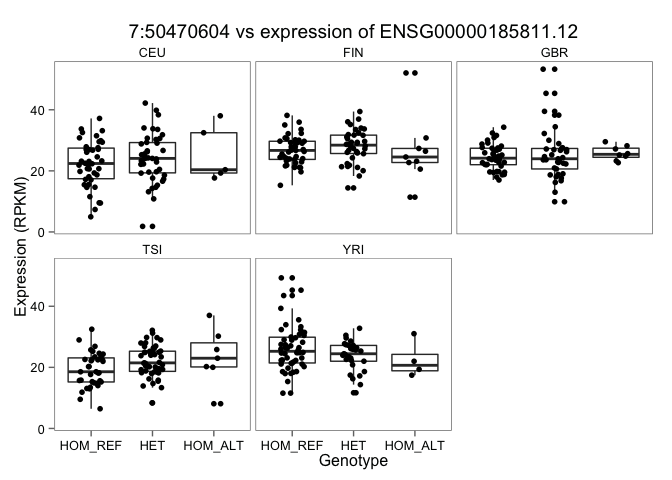 7:50470604 vs expression of ENSG00000185811.12
CEU
FIN
GBR
40
20
0
TSI
YRI
40
20
0
Expression (RPKM)
HOM_REF
HET
HOM_ALT
HOM_REF
HET
HOM_ALT
Genotype